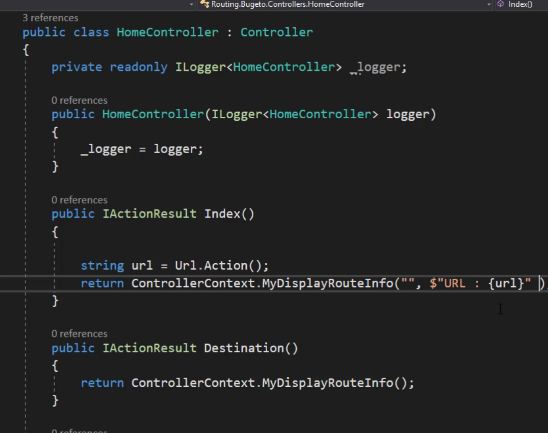 Routing.Bugeto.Controllers.HomeController Index()
3 references
public class HomeController : Controller
{
private readonly ILogger<HomeController> _logger;
0 references
public HomeController(ILogger<HomeController> logger)
{
_logger = logger;
}
0 references
public IActionResult Index()
{
string url = Url.Action();
return ControllerContext.MyDisplayRouteInfo("", $"URL : {url}" )
}
0 references
public IActionResult Destination()
{
return ControllerContext.MyDisplayRouteInfo();
}
0 references